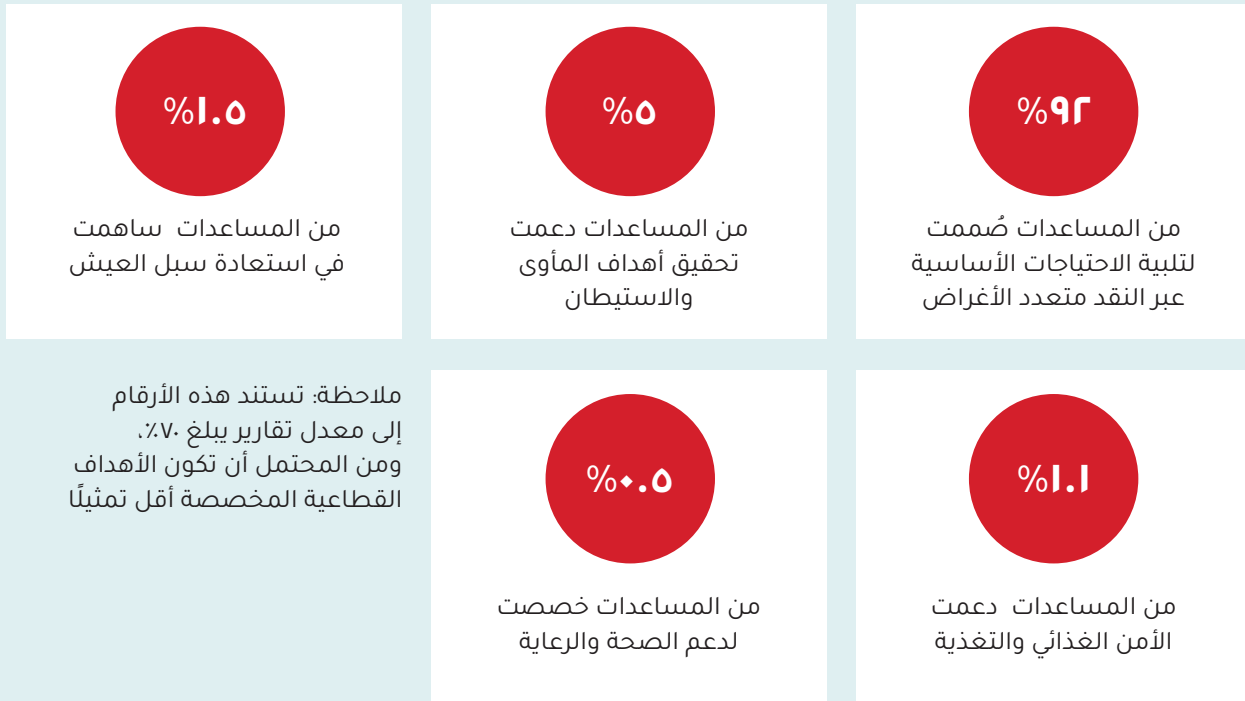 %٩٢
من المساعدات صُممت
لتلبية الاحتياجات الأساسية
عبر النقد متعدد الأغراض
%٥
من المساعدات دعمت
تحقيق أهداف المأوى
والاستيطان
%١.٥
من المساعدات ساهمت
في استعادة سبل العيش
%١.١
من المساعدات دعمت
الأمن الغذائي والتغذية
%٠.٥
من المساعدات خصصت
لدعم الصحة والرعاية
ملاحظة: تستند هذه الأرقام
إلى معدل تقارير يبلغ ٧٠٪،
ومن المحتمل أن تكون الأهداف
القطاعية المخصصة أقل تمثيلًا